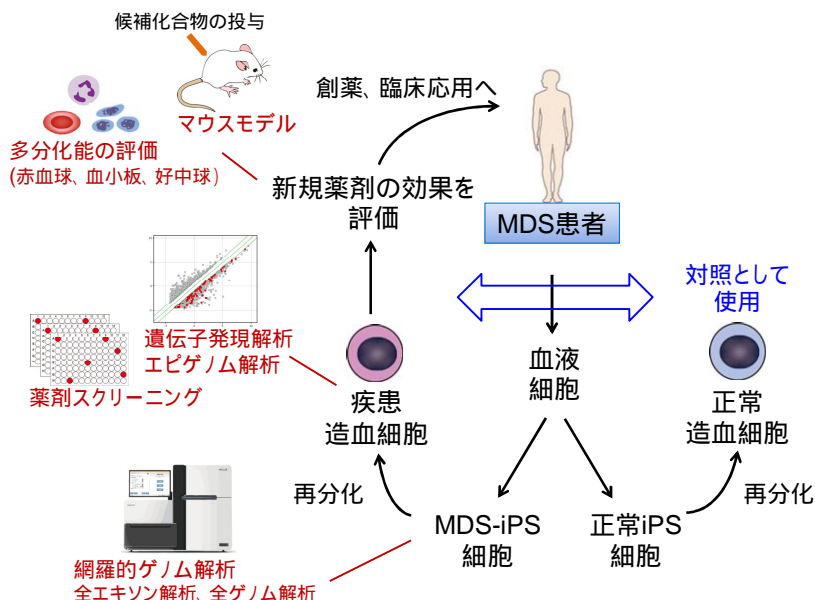 候補化合物の投与
マウスモデル
多分化能の評価
(赤血球、血小板、好中球)
創薬、臨床応用へ
新規薬剤の効果を
評価
MDS患者
対照として
使用
遺伝子発現解析
エピゲノム解析
薬剤スクリーニング
疾患
造血細胞
血液
細胞
正常
造血細胞
再分化
再分化
MDS-iPS
細胞
正常iPS
細胞
網羅的ゲノム解析
全エキソン解析、全ゲノム解析